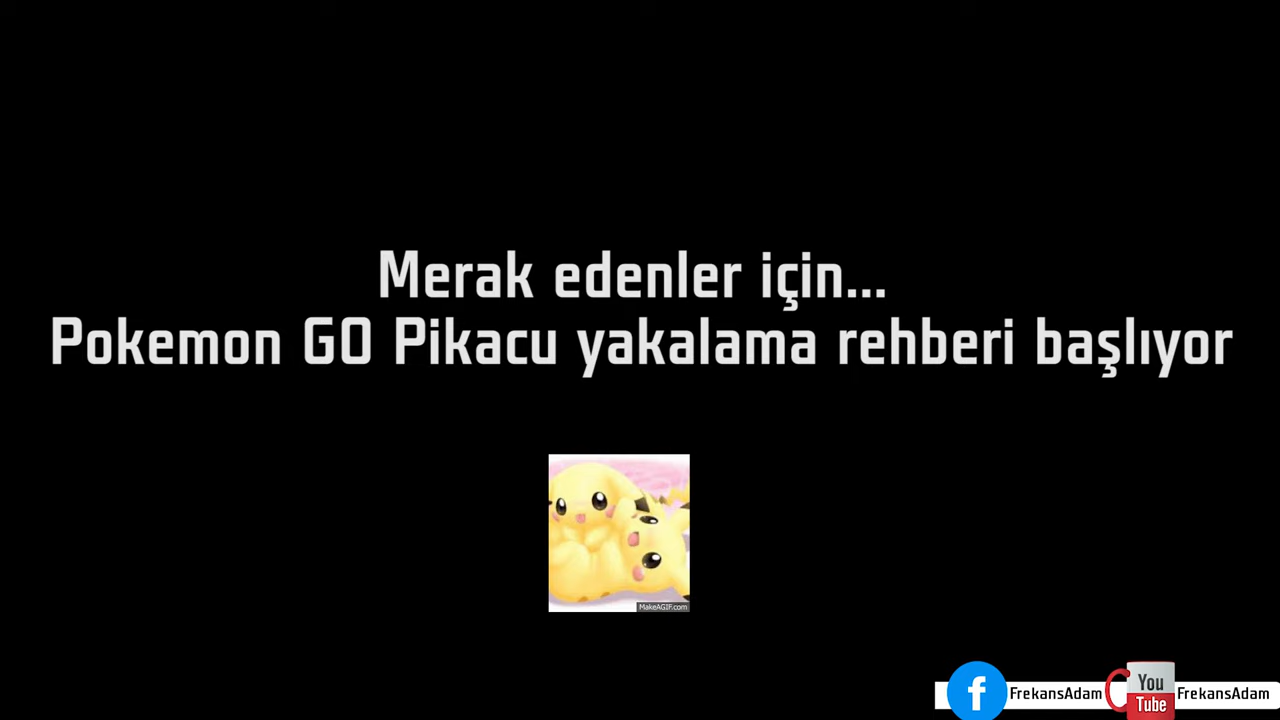 Merak edenler için...
Pokemon GO Pikacu yakalama rehberi başlıyor
MakeAGIF.com
f FrekansAdam You Tube FrekansAdam